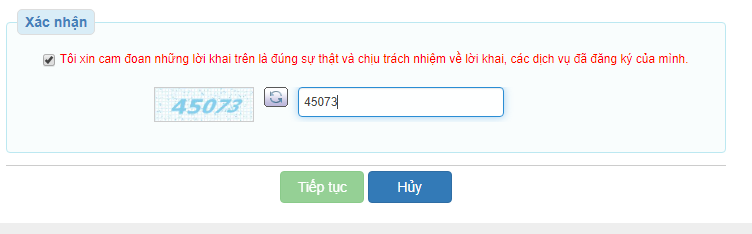 Xác nhận
Tôi xin cam đoan những lời khai trên là đúng sự thật và chịu trách nhiệm về lời khai, các dịch vụ đã đăng ký của mình.
45073
45073
Tiếp tục
Hủy